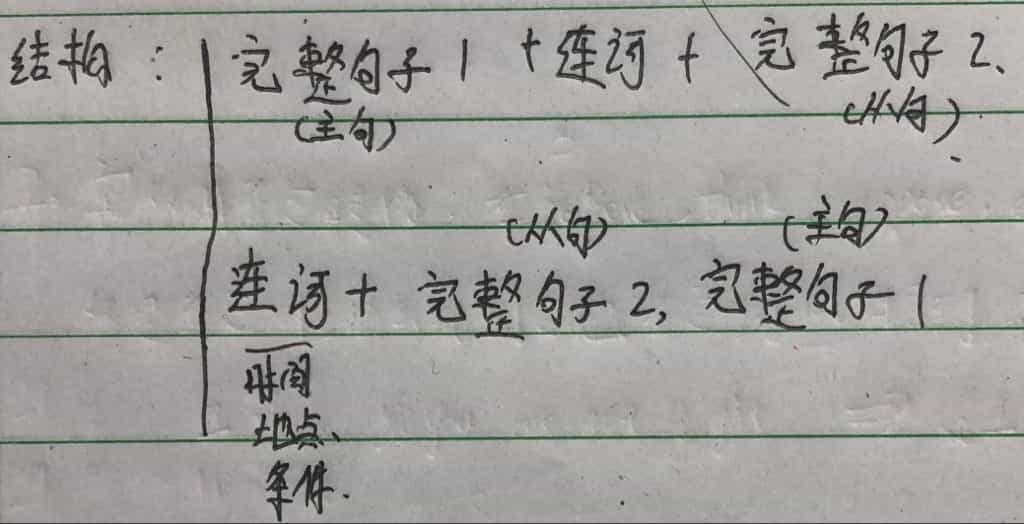 结构: 完整句子1 + 连词 + 完整句子2、
(主句) (从句).
(从句) (主句)
连词 + 完整句子2, 完整句子1
时间
地点、
条件.